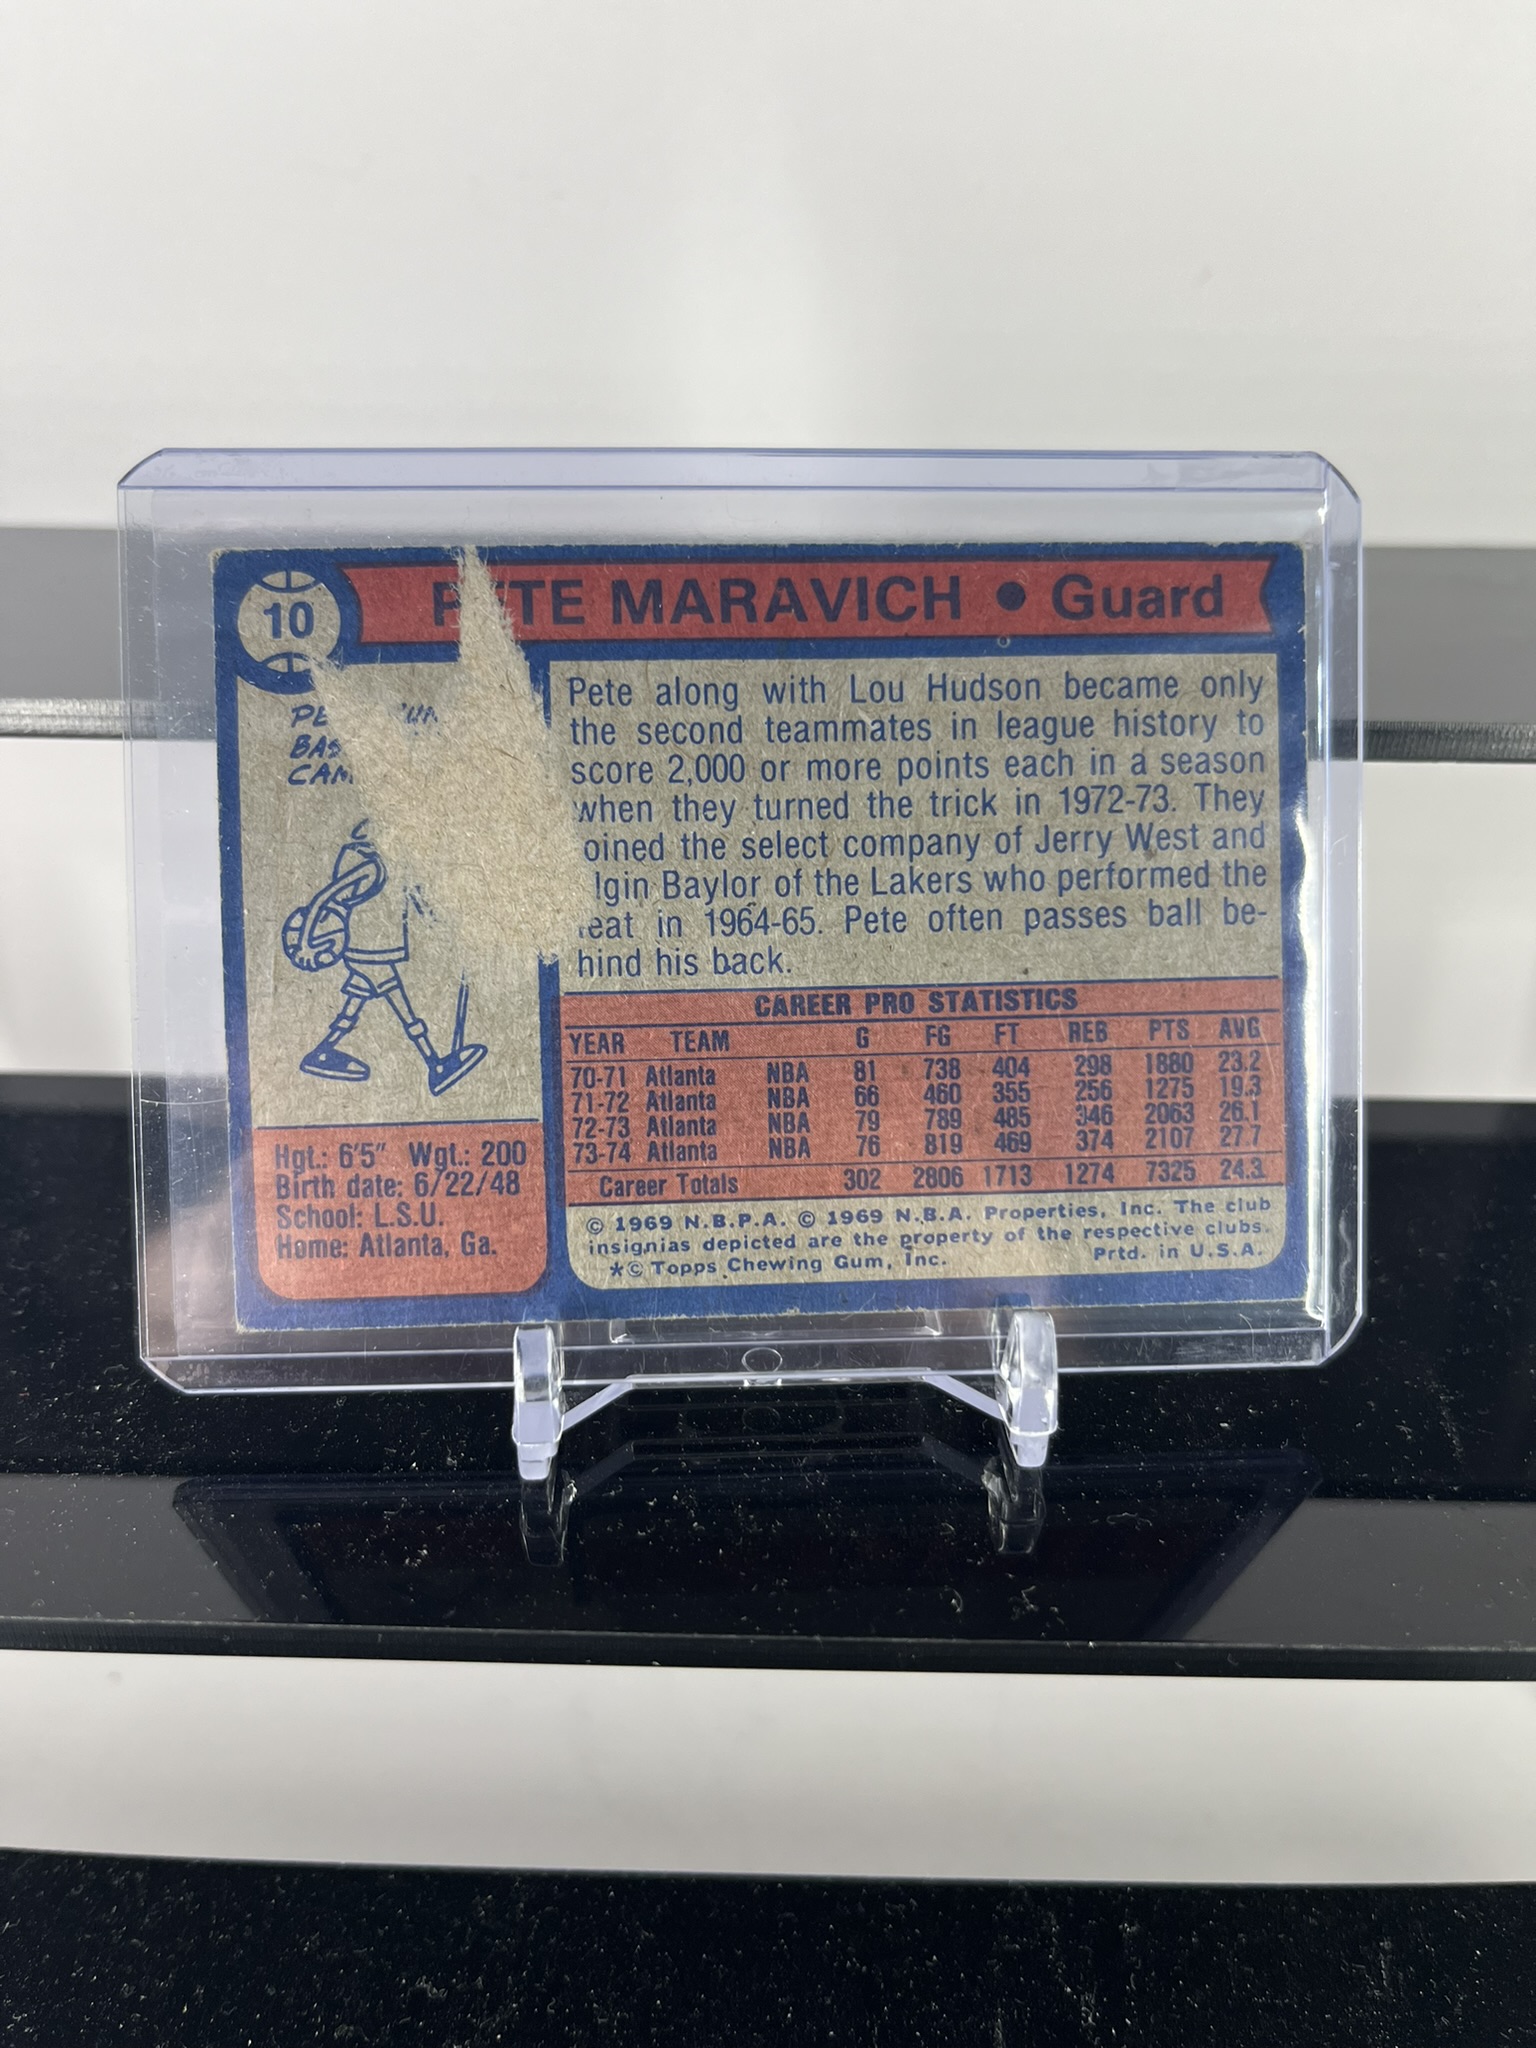 10
PETE MARAVICH • Guard
Pete along with Lou Hudson became only
the second teammates in league history to
score 2,000 or more points each in a season
when they turned the trick in 1972-73. They
oined the select company of Jerry West and
lgin Baylor of the Lakers who performed the
eat in 1964-65. Pete often passes ball be-
hind his back.
CAREER PRO STATISTICS
YEAR TEAM G FG FT REB PTS AVG
70-71 Atlanta NBA 81 738 404 298 1880 23.2
71-72 Atlanta NBA 66 460 355 256 1275 19.3
72-73 Atlanta NBA 79 789 485 346 2063 26.1
73-74 Atlanta NBA 76 819 469 374 2107 27.7
Career Totals 302 2806 1713 1274 7325 24.3
Hgt.: 6'5" Wgt.: 200
Birth date: 6/22/48
School: L.S.U.
Home: Atlanta, Ga.
© 1969 N.B.P.A. © 1969 N.B.A. Properties, Inc. The club
insignias depicted are the property of the respective clubs.
*© Topps Chewing Gum, Inc. Prtd. in U.S.A.